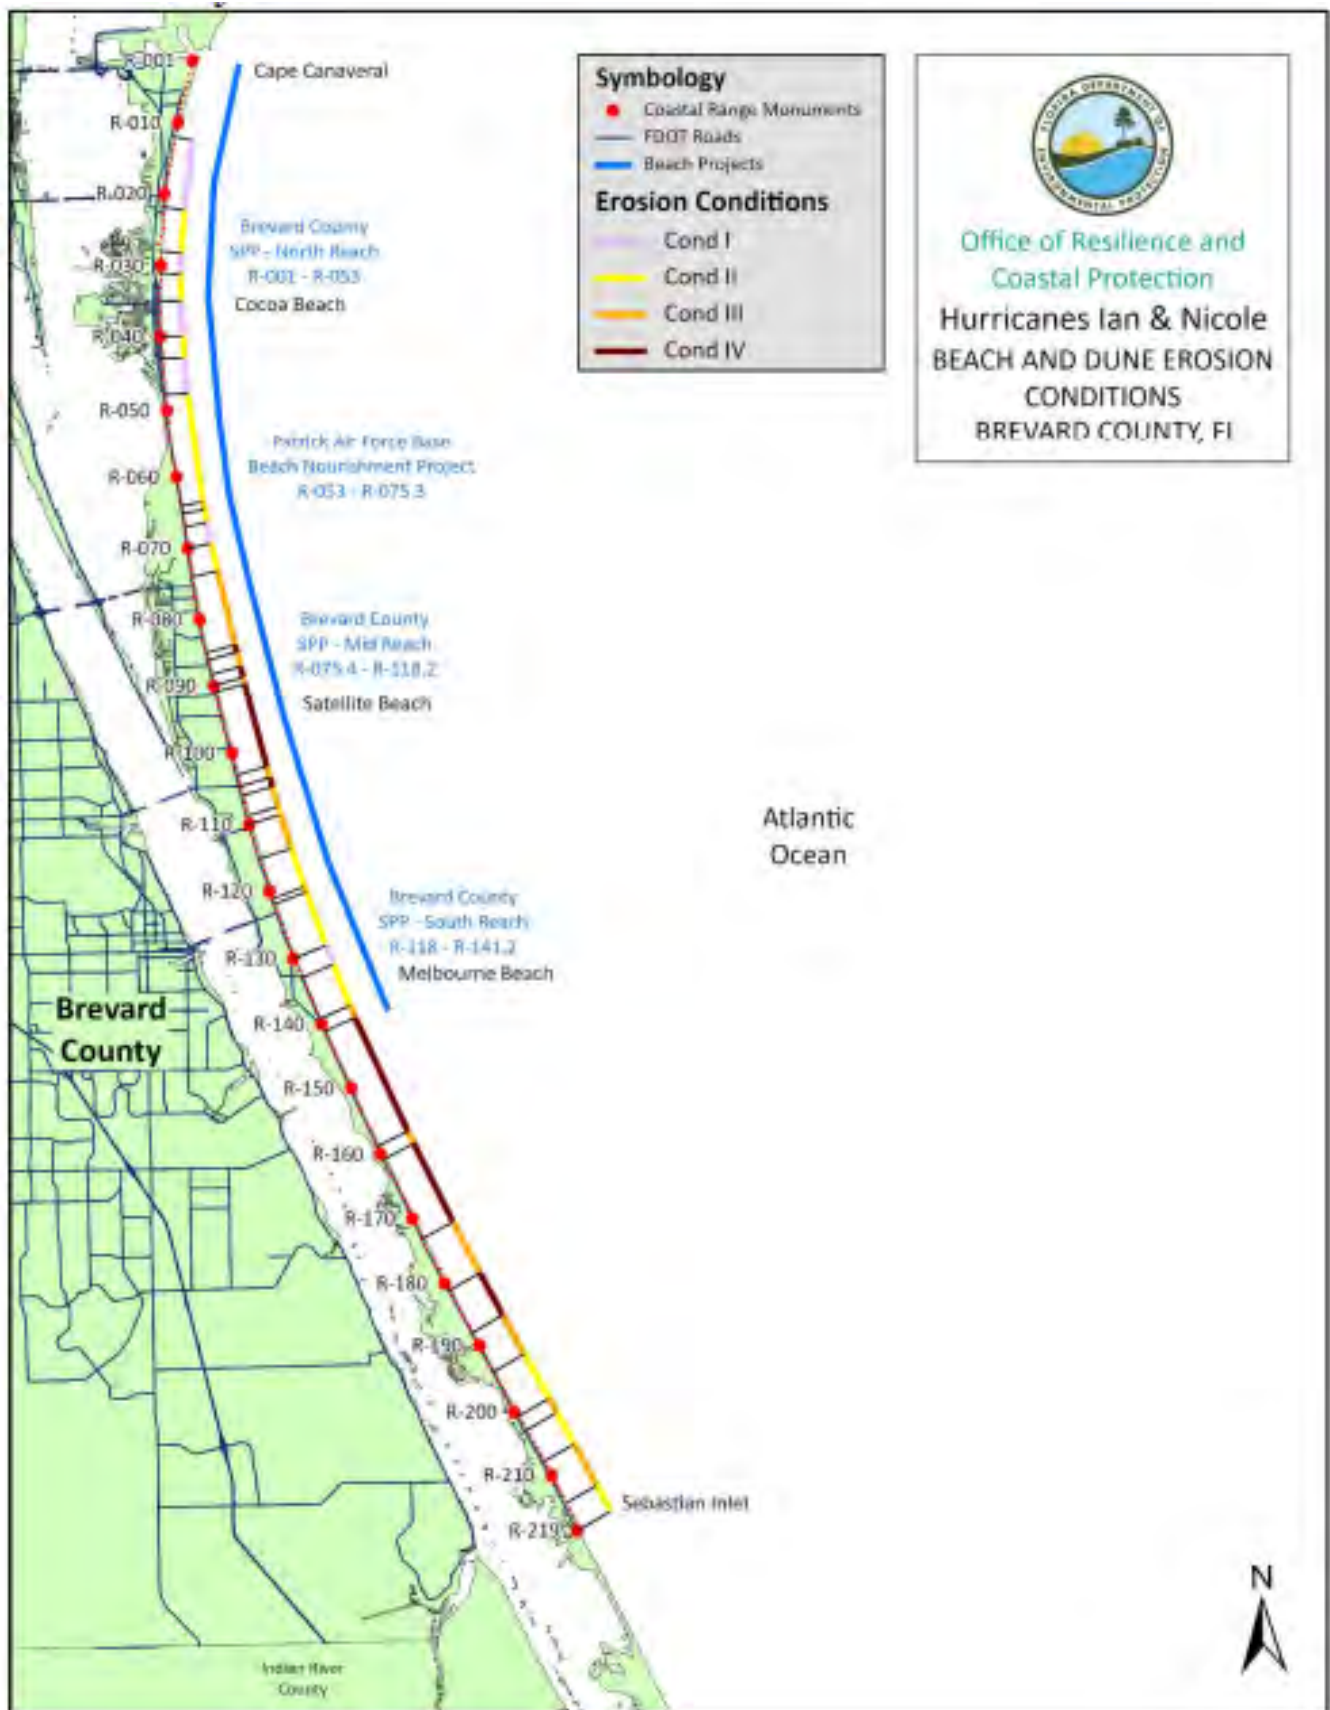 R-001
Cape Canaveral
R-010
R-020
Brevard County
SPP - North Reach
R-001 - R-053
R-030
Cocoa Beach
R-040
R-050
Patrick Air Force Base
Beach Nourishment Project
R-053 - R-075.3
R-060
R-070
R-080
Brevard County
SPP - Mid Reach
R-075.4 - R-118.2
R-090
Satellite Beach
R-100
R-110
R-120
Brevard County
SPP - South Reach
R-118 - R-141.2
R-130
Melbourne Beach
Brevard
County
R-140
R-150
R-160
R-170
R-180
R-190
R-200
R-210
R-219
Sebastian Inlet
Indian River
County
Atlantic
Ocean
Symbology
Coastal Range Monuments
FDOT Roads
Beach Projects
Erosion Conditions
Cond I
Cond II
Cond III
Cond IV
FLORIDA DEPARTMENT OF
ENVIRONMENTAL PROTECTION
Office of Resilience and
Coastal Protection
Hurricanes Ian & Nicole
BEACH AND DUNE EROSION
CONDITIONS
BREVARD COUNTY, FL
N